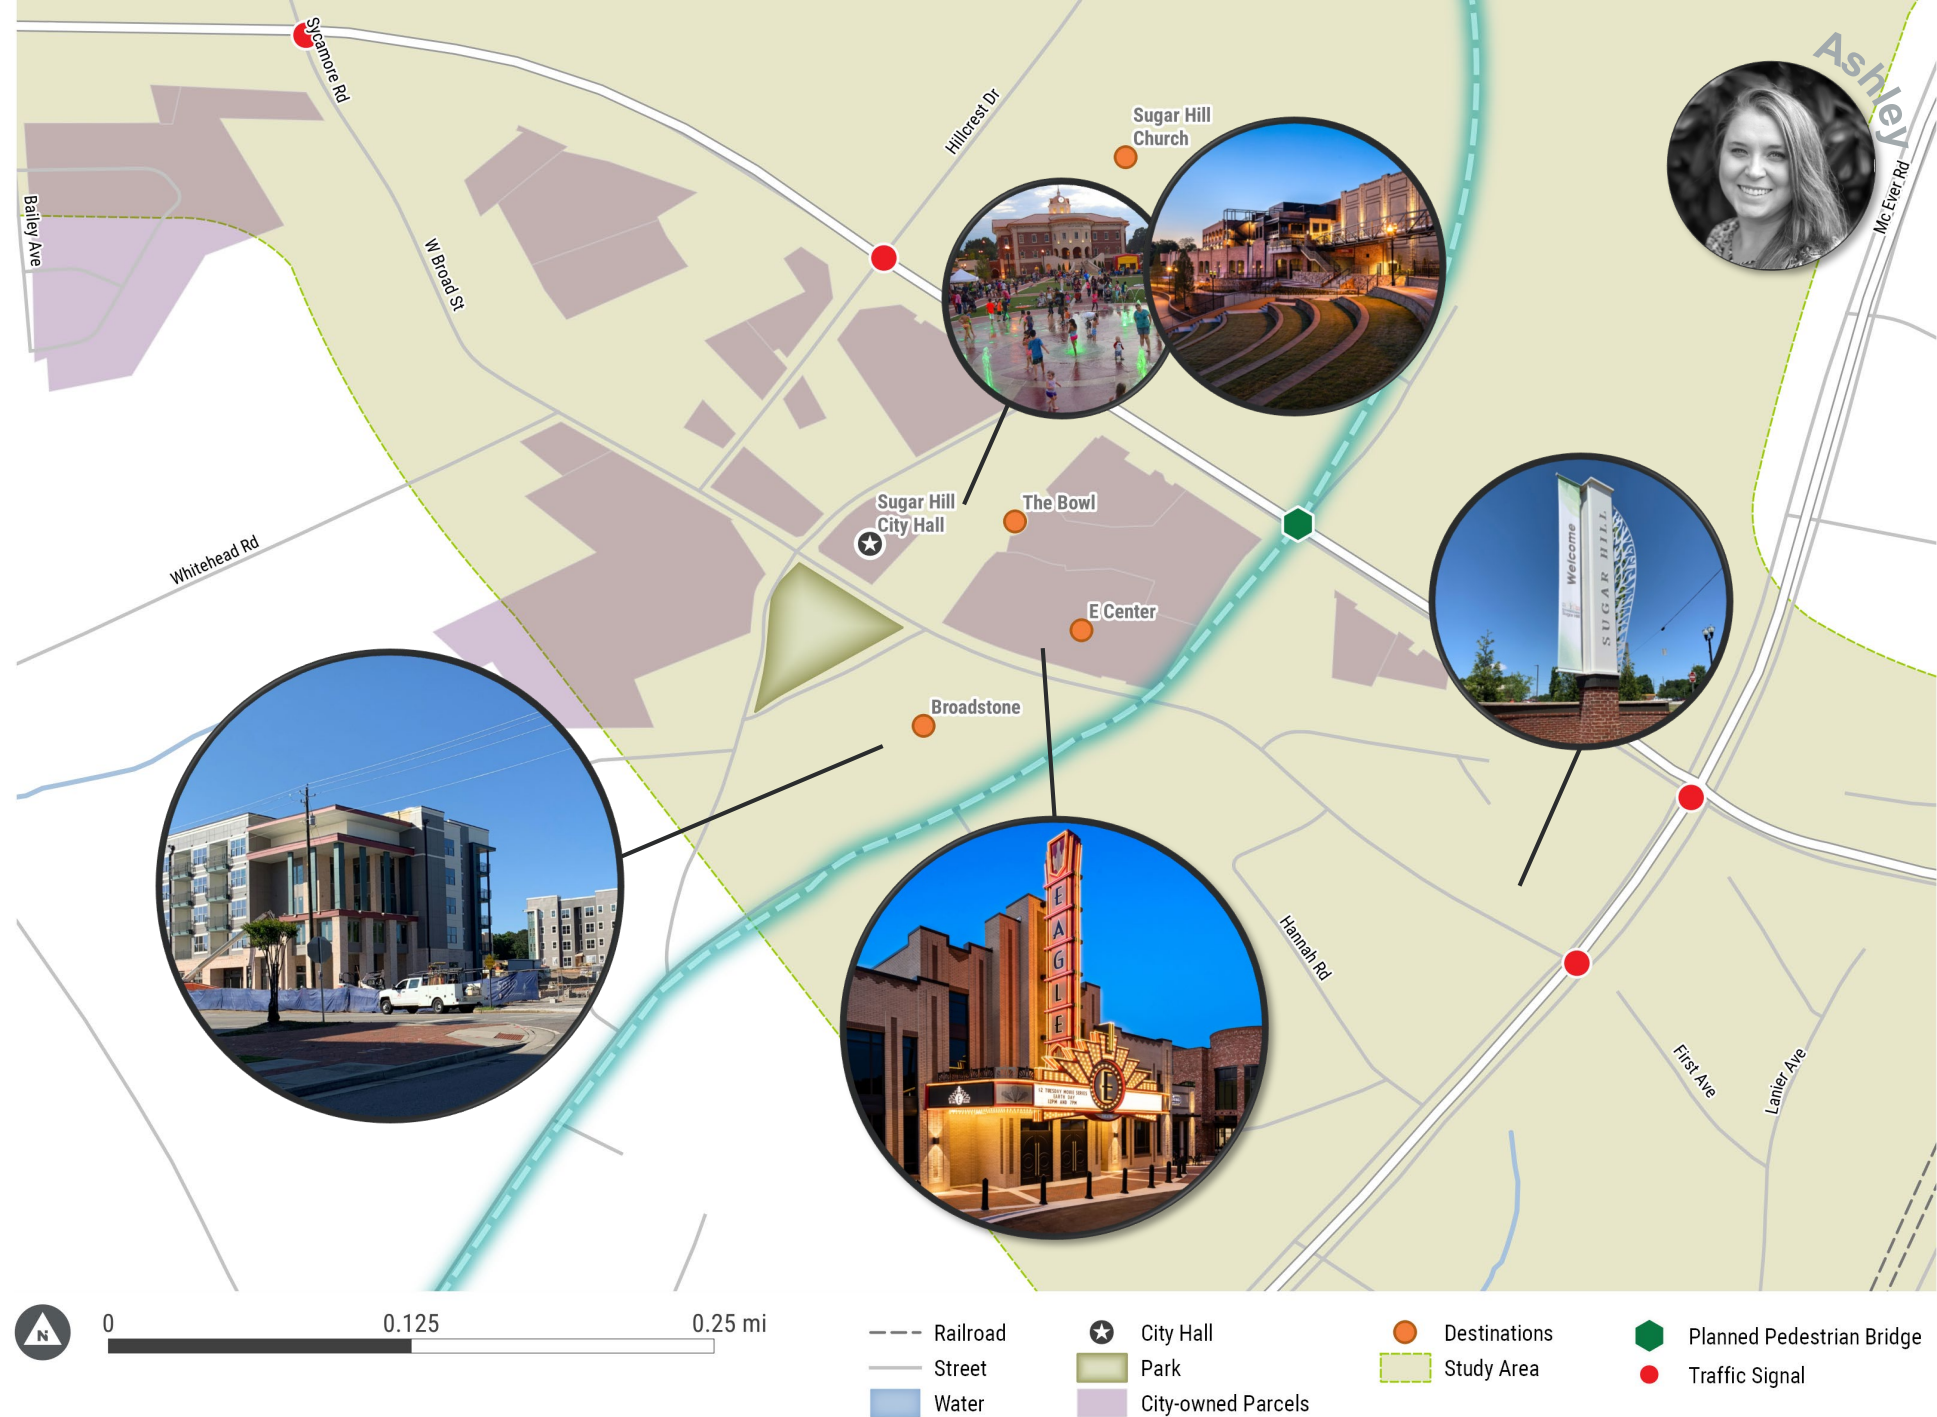 Sycamore Rd
Ashley
Hillcrest Dr
Sugar Hill
Church
Mc Ever Rd
Bailey Ave
W Broad St
Sugar Hill
City Hall
The Bowl
Welcome
SUGAR HILL
Whitehead Rd
E Center
Broadstone
EAGLE
E
E
Hannah Rd
First Ave
Lanier Ave
N
0
0.125
0.25 mi
Railroad
Street
Water
City Hall
Park
City-owned Parcels
Destinations
Study Area
Planned Pedestrian Bridge
Traffic Signal